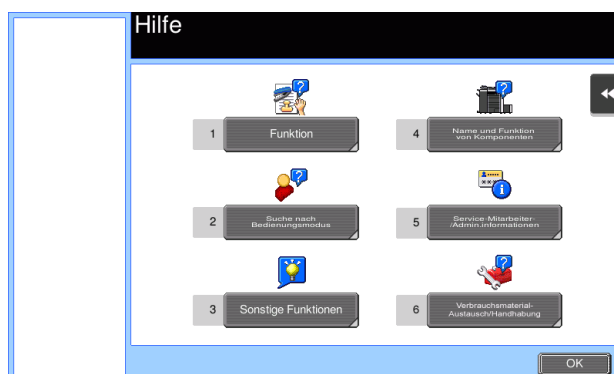 Hilfe
1 Funktion
4 Name und Funktion
von Komponenten
2 Suche nach
Bedienungsmodus
5 Service-Mitarbeiter-
/Admin.informationen
3 Sonstige Funktionen
6 Verbrauchsmaterial-
Austausch/Handhabung
OK